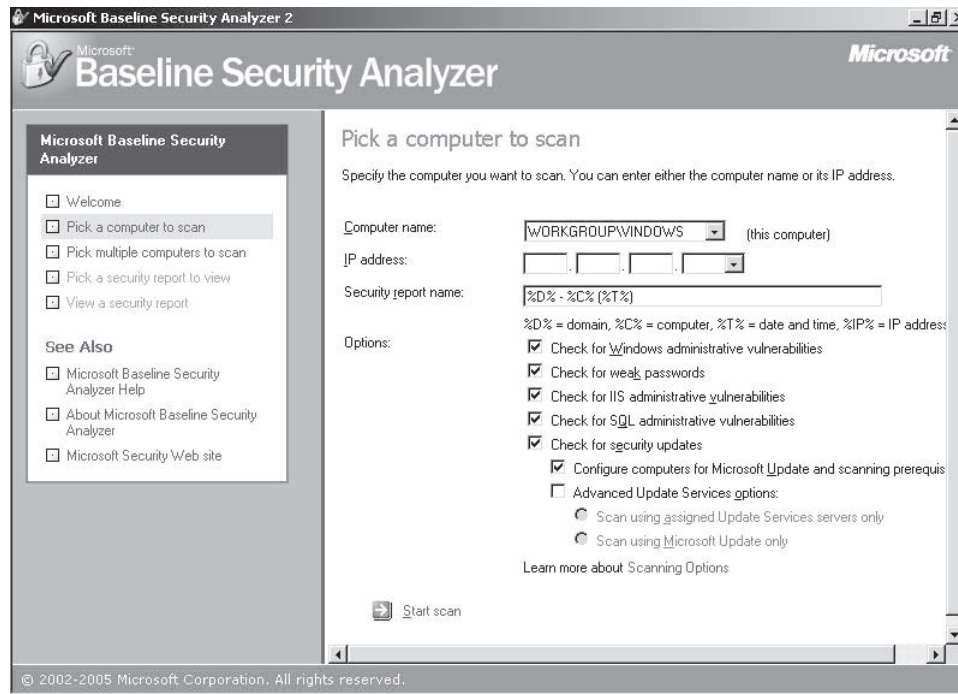 Microsoft Baseline Security Analyzer 2
Microsoft
Baseline Security Analyzer
Microsoft
Microsoft Baseline Security
Analyzer
Welcome
Pick a computer to scan
Pick multiple computers to scan
Pick a security report to view
View a security report
See Also
Microsoft Baseline Security
Analyzer Help
About Microsoft Baseline Security
Analyzer
Microsoft Security Web site
Pick a computer to scan
Specify the computer you want to scan. You can enter either the computer name or its IP address.
Computer name: WORKGROUP\VINDOWS (this computer)
IP address: . . .
Security report name: %D% - %C% (%T%)
%D% = domain, %C% = computer, %T% = date and time, %IP% = IP address
Options:
Check for Windows administrative vulnerabilities
Check for weak passwords
Check for IIS administrative vulnerabilities
Check for SQL administrative vulnerabilities
Check for security updates
Configure computers for Microsoft Update and scanning prerequis
Advanced Update Services options:
Scan using assigned Update Services servers only
Scan using Microsoft Update only
Learn more about Scanning Options
Start scan
© 2002-2005 Microsoft Corporation. All rights reserved.